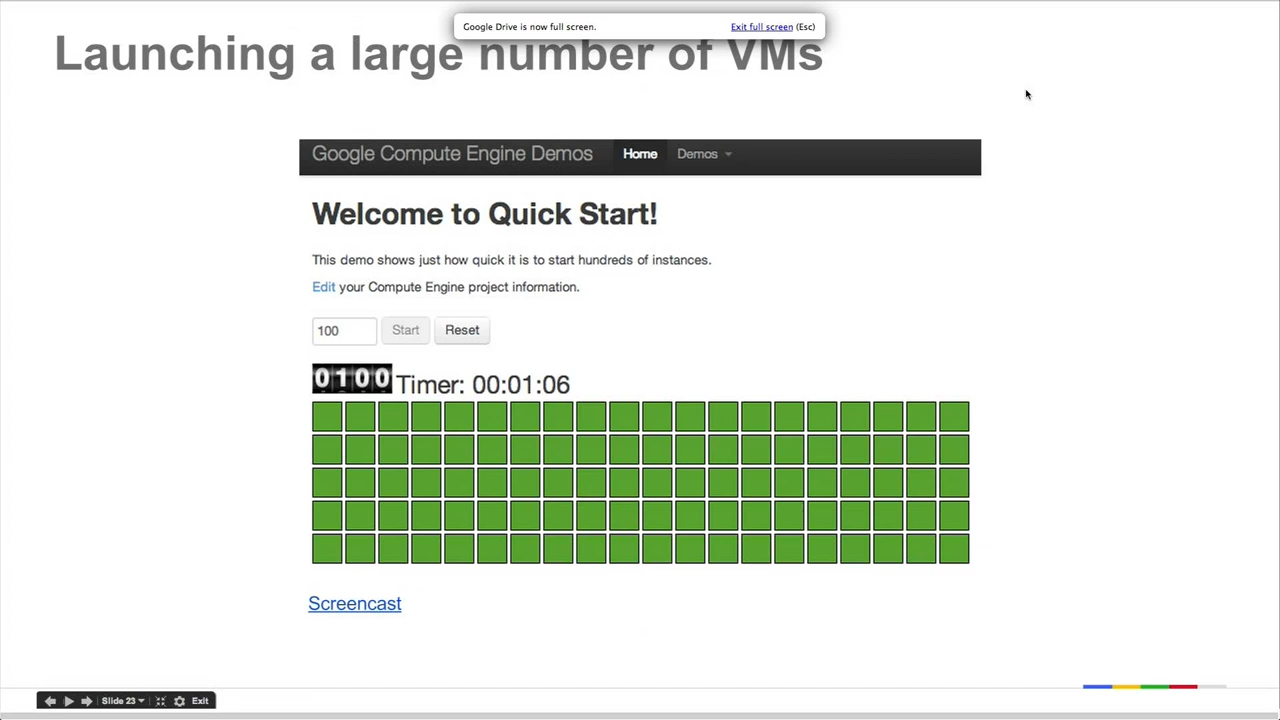 Google Drive is now full screen. Exit full screen (Esc)
Launching a large number of VMs
Google Compute Engine Demos Home Demos
Welcome to Quick Start!
This demo shows just how quick it is to start hundreds of instances.
Edit your Compute Engine project information.
100 Start Reset
0100 Timer: 00:01:06
Screencast
Slide 23 Exit